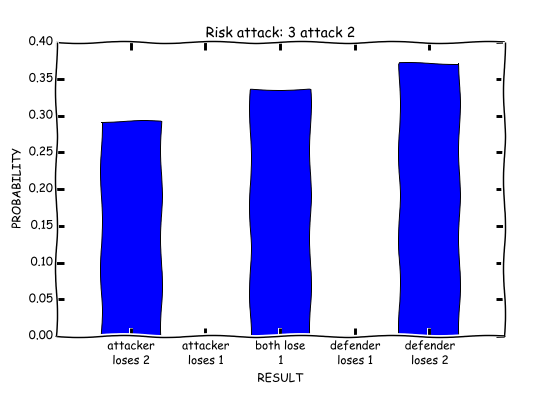 Risk attack: 3 attack 2
0.40
0.35
0.30
0.25
0.20
0.15
0.10
0.05
0.00
PROBABILITY
attacker
loses 2
attacker
loses 1
both lose
1
defender
loses 1
defender
loses 2
RESULT